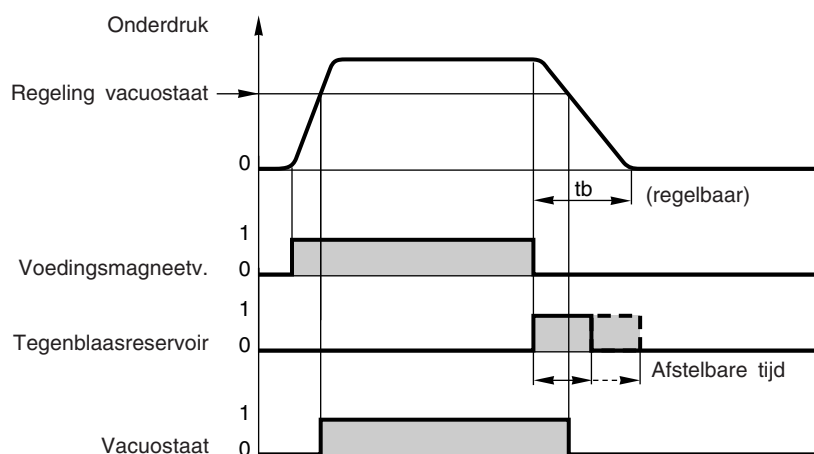 Onderdruk
Regeling vacuostaat
0
tb
(regelbaar)
1
Voedingsmagneetv.
0
1
Tegenblaasreservoir
0
Afstelbare tijd
1
Vacuostaat
0